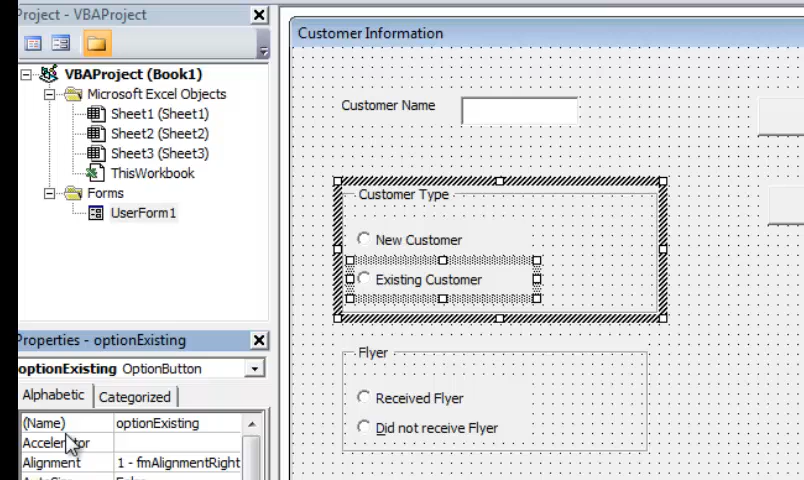 Project - VBAProject
VBAProject (Book1)
Microsoft Excel Objects
Sheet1 (Sheet1)
Sheet2 (Sheet2)
Sheet3 (Sheet3)
ThisWorkbook
Forms
UserForm1
Properties - optionExisting
optionExisting OptionButton
Alphabetic Categorized
(Name) optionExisting
Accelerator
Alignment 1 - fmAlignmentRight
Customer Information
Customer Name
Customer Type
New Customer
Existing Customer
Flyer
Received Flyer
Did not receive Flyer